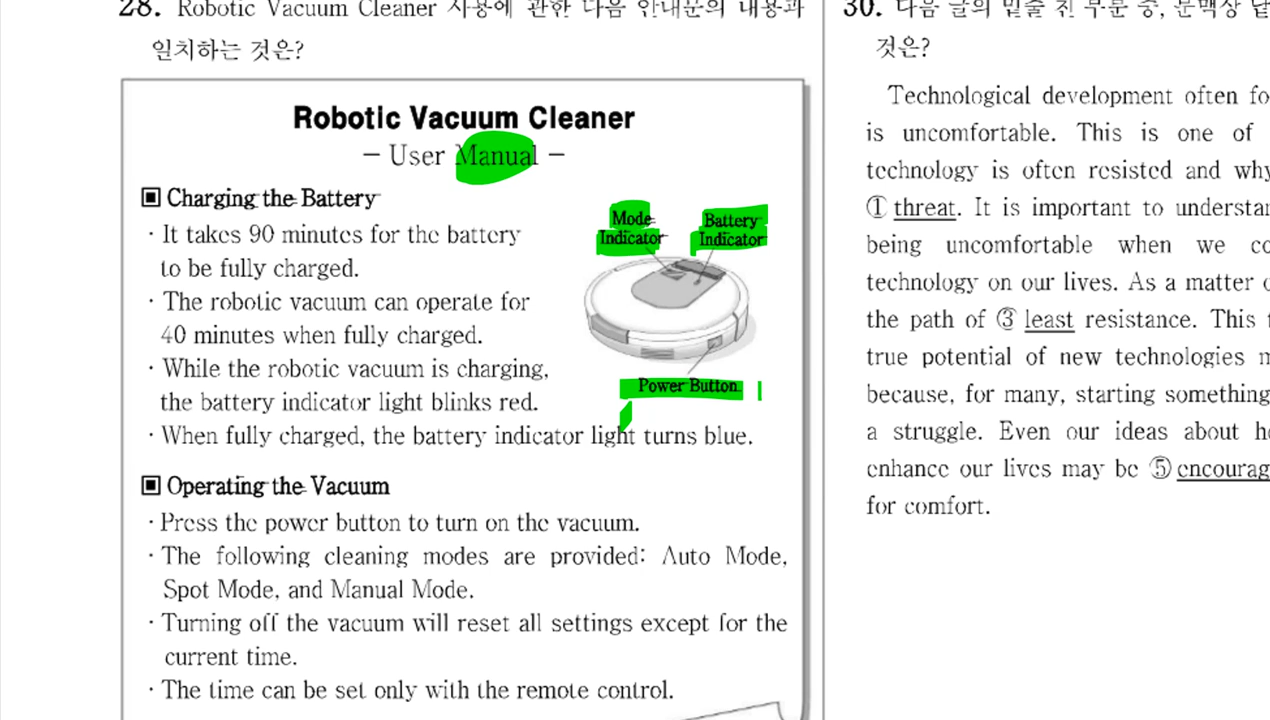 28. Robotic Vacuum Cleaner 사용에 관한 다음 안내문의 내용과
일치하는 것은?
Robotic Vacuum Cleaner
- User Manual -
▣ Charging the Battery
· It takes 90 minutes for the battery
to be fully charged.
· The robotic vacuum can operate for
40 minutes when fully charged.
· While the robotic vacuum is charging,
the battery indicator light blinks red.
· When fully charged, the battery indicator light turns blue.
Mode
Indicator
Battery
Indicator
Power Button
▣ Operating the Vacuum
· Press the power button to turn on the vacuum.
· The following cleaning modes are provided: Auto Mode,
Spot Mode, and Manual Mode.
· Turning off the vacuum will reset all settings except for the
current time.
· The time can be set only with the remote control.
30. 다음 글의 밑줄 친 부분 중, 문맥상
것은?
Technological development often
is uncomfortable. This is one of
technology is often resisted and why
① threat. It is important to
being uncomfortable when we
technology on our lives. As a matter
the path of ③ least resistance. This
true potential of new technologies
because, for many, starting something
a struggle. Even our ideas about
enhance our lives may be ⑤
for comfort.